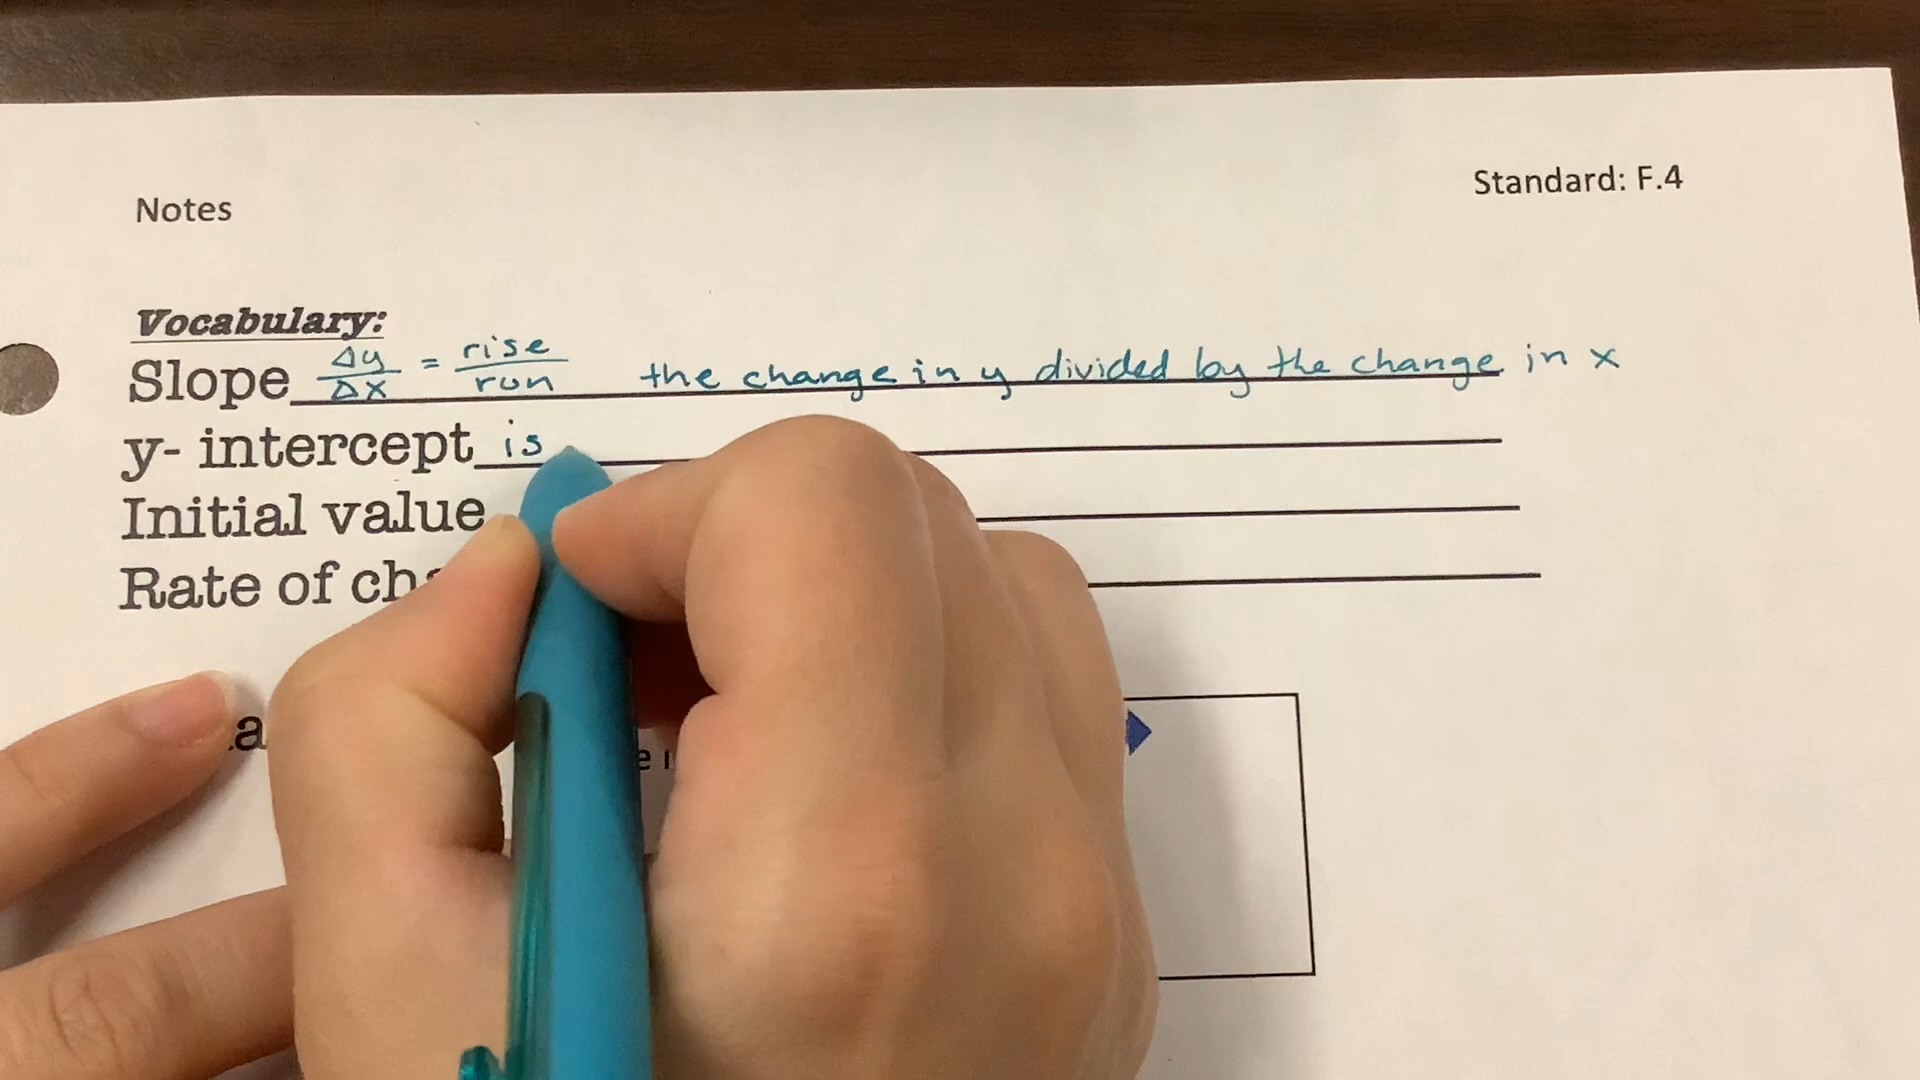 Notes
Standard: F.4
Vocabulary:
Slope Δy/Δx = rise/run the change in y divided by the change in x
y- intercept is
Initial value
Rate of